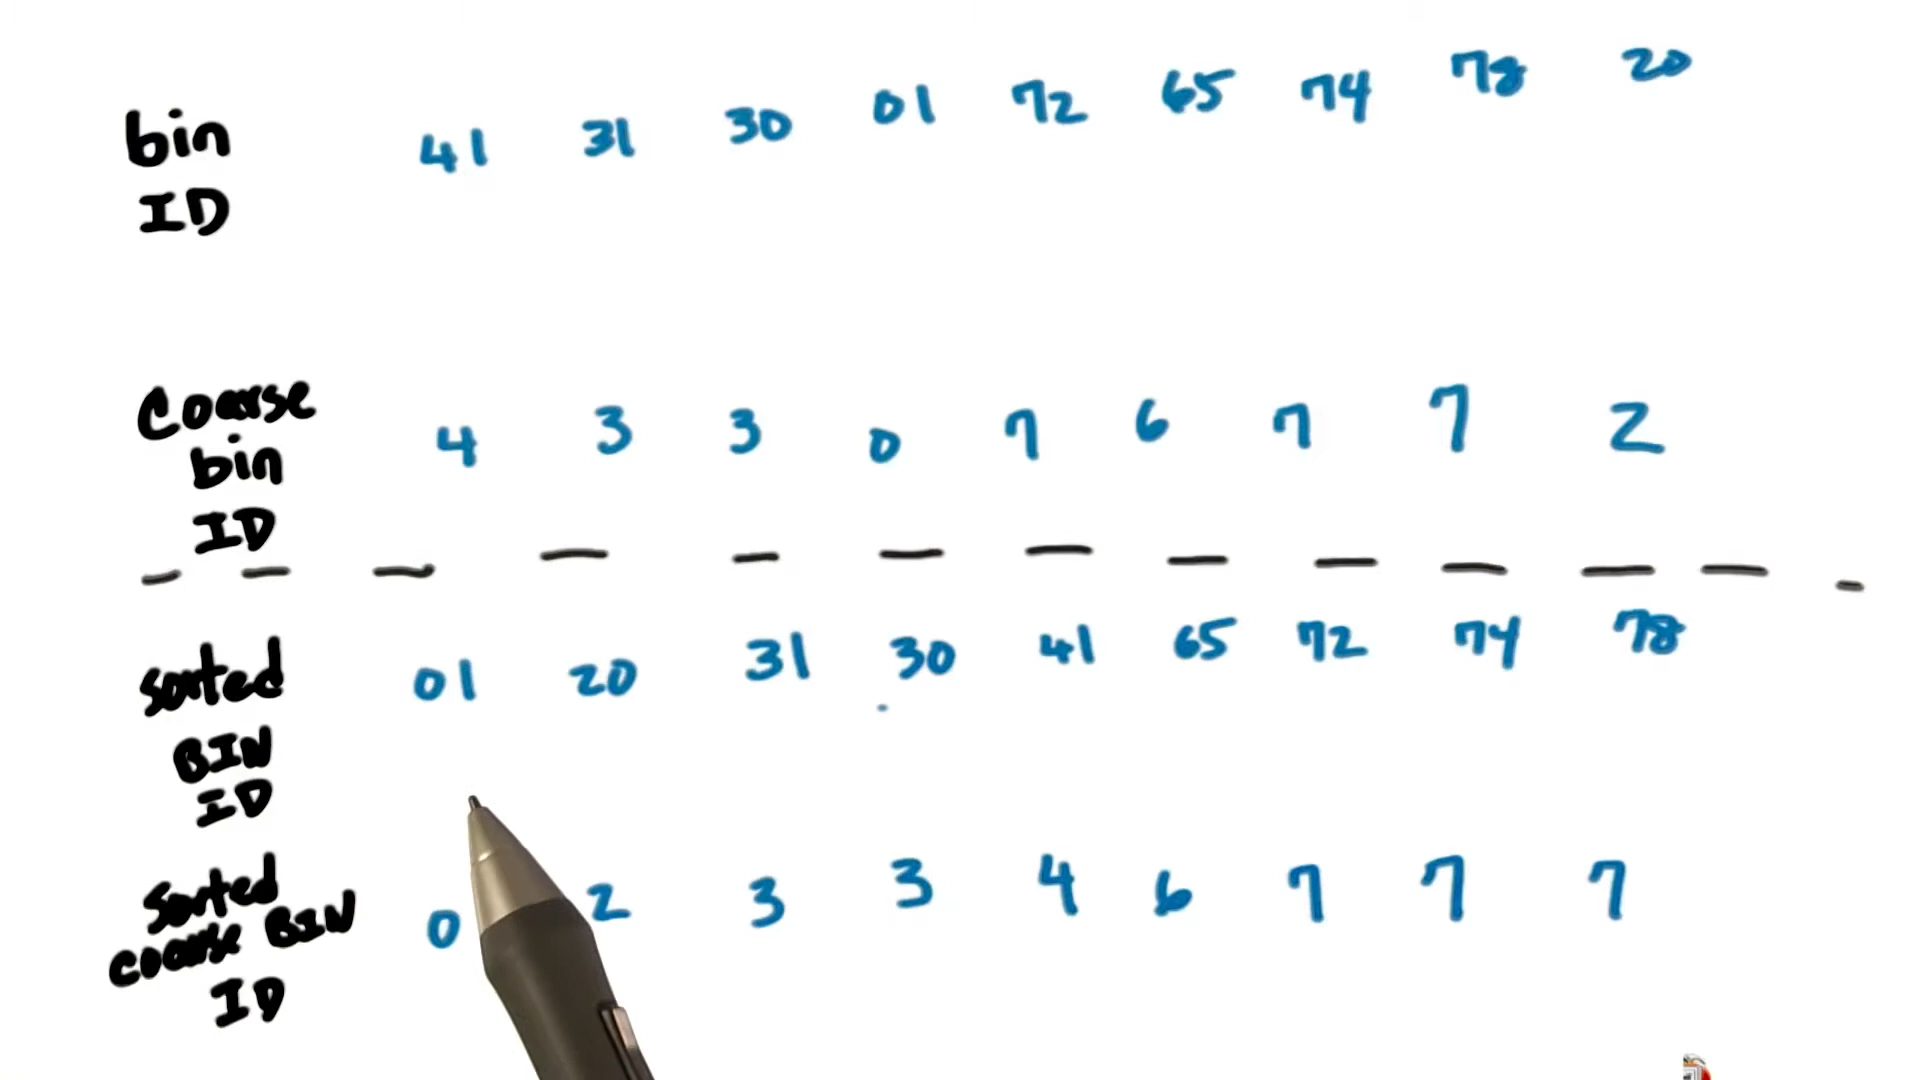 bin 41 31 30 01 72 65 74 78 20
ID
Coarse
bin 4 3 3 0 7 6 7 7 2
ID
sorted 01 20 31 30 41 65 72 74 78
BIN
ID
Sorted
coarse BIN 0 2 3 3 4 6 7 7 7
ID